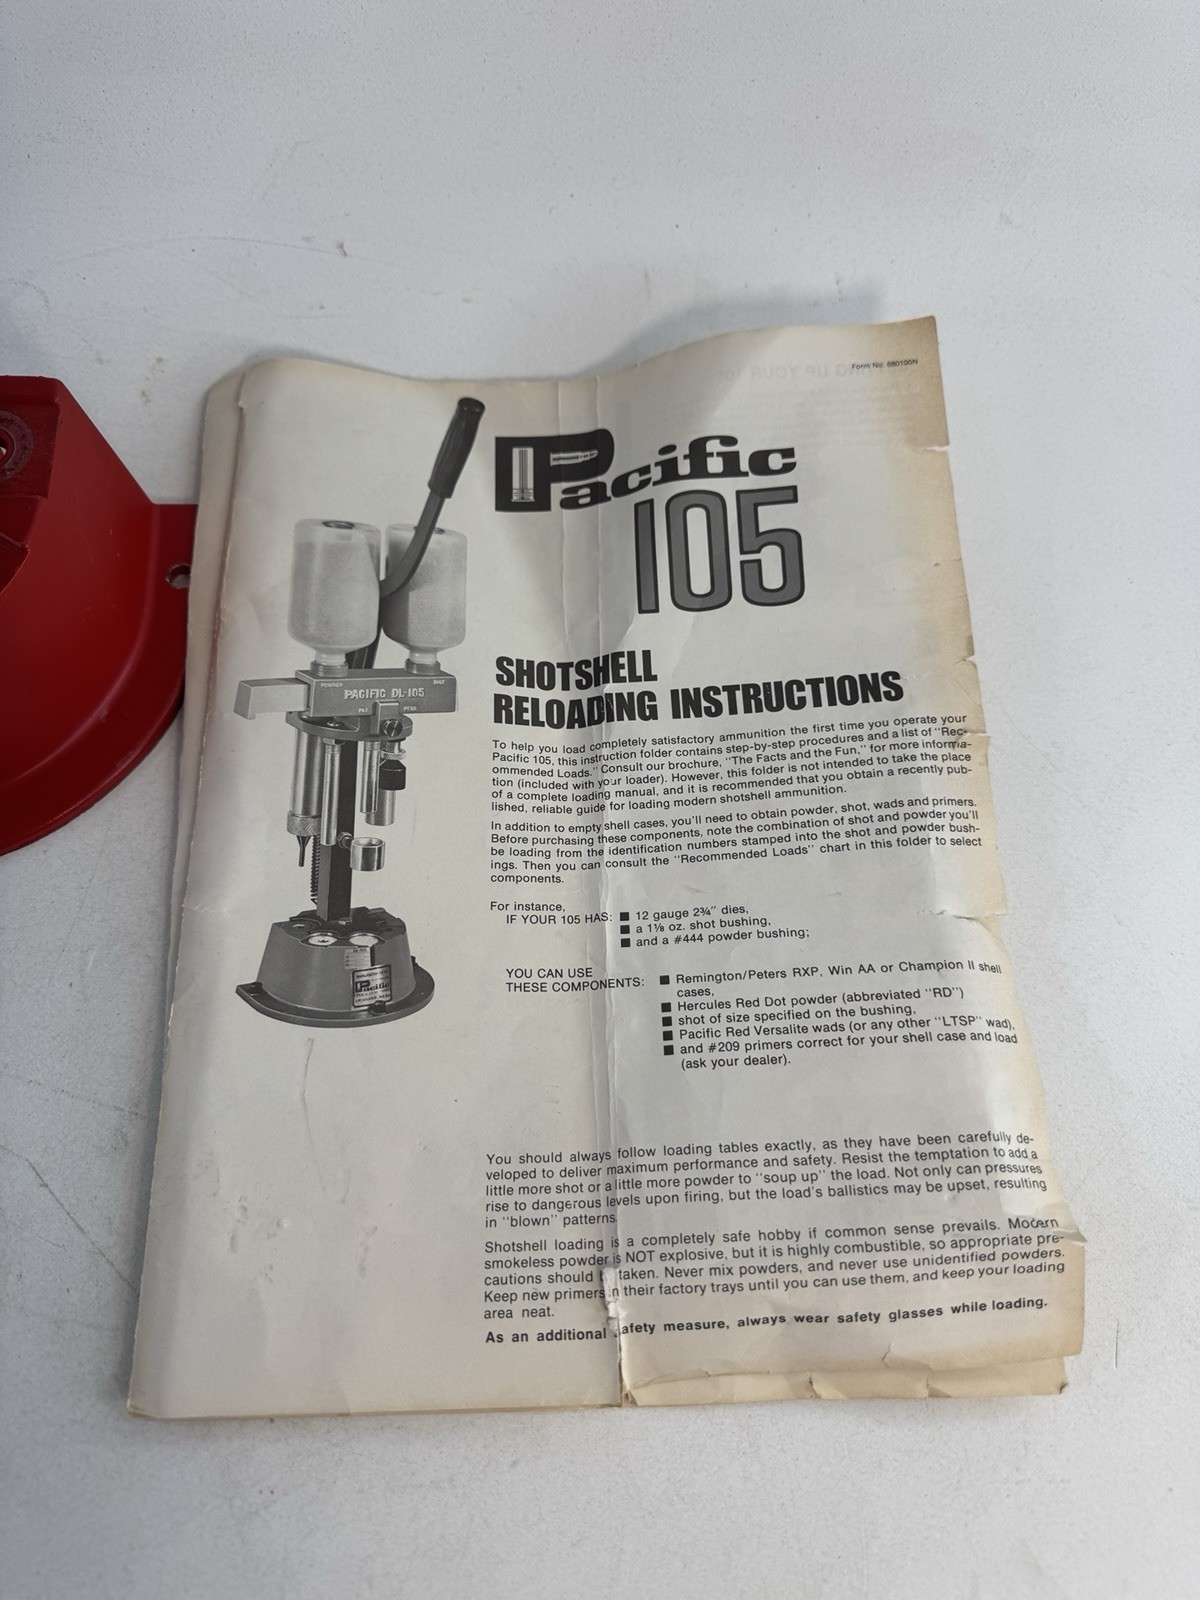 Form No. 680100N
Pacific
105
POWDER
SHOT
PACIFIC DL-105
Pacific
SHOTSHELL
RELOADING INSTRUCTIONS
To help you load completely satisfactory ammunition the first time you operate your
Pacific 105, this instruction folder contains step-by-step procedures and a list of "Rec-
ommended Loads." Consult our brochure, "The Facts and the Fun," for more informa-
tion (included with your loader). However, this folder is not intended to take the place
of a complete loading manual, and it is recommended that you obtain a recently pub-
lished, reliable guide for loading modern shotshell ammunition.
In addition to empty shell cases, you'll need to obtain powder, shot, wads and primers.
Before purchasing these components, note the combination of shot and powder you'll
be loading from the identification numbers stamped into the shot and powder bush-
ings. Then you can consult the "Recommended Loads" chart in this folder to select
components.
For instance,
IF YOUR 105 HAS: ■ 12 gauge 2¾" dies,
■ a 1⅛ oz. shot bushing,
■ and a #444 powder bushing;
YOU CAN USE
THESE COMPONENTS: ■ Remington/Peters RXP, Win AA or Champion II shell
cases,
■ Hercules Red Dot powder (abbreviated "RD")
■ shot of size specified on the bushing,
■ Pacific Red Versalite wads (or any other "LTSP" wad),
■ and #209 primers correct for your shell case and load
(ask your dealer).
You should always follow loading tables exactly, as they have been carefully de-
veloped to deliver maximum performance and safety. Resist the temptation to add a
little more shot or a little more powder to "soup up" the load. Not only can pressures
rise to dangerous levels upon firing, but the load's ballistics may be upset, resulting
in "blown" patterns
Shotshell loading is a completely safe hobby if common sense prevails. Modern
smokeless powder is NOT explosive, but it is highly combustible, so appropriate pre-
cautions should taken. Never mix powders, and never use unidentified powders.
Keep new primers in their factory trays until you can use them, and keep your loading
area neat.
As an additional safety measure, always wear safety glasses while loading.